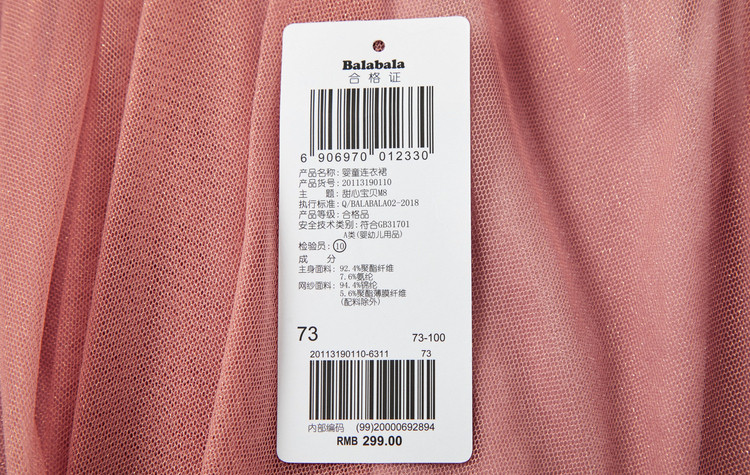 Balabala
合格证
6 906970 012330
产品名称: 婴童连衣裙
产品货号: 20113190110
主 题: 甜心宝贝M8
执行标准: Q/BALABALA02-2018
产品等级: 合格品
安全技术类别: 符合GB31701
A类(婴幼儿用品)
检验员: 10
成 分
主身面料: 92.4%聚酯纤维
7.6%氨纶
网纱面料: 94.4%锦纶
5.6%聚酯薄膜纤维
(配料除外)
73 73-100
20113190110-6311 73
内部编码 (99)20000692894
RMB 299.00